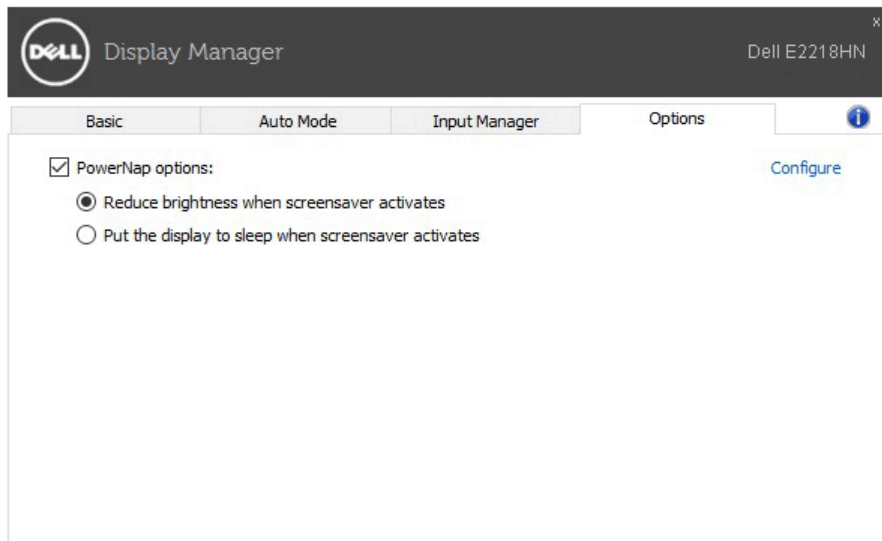 x
DELL Display Manager Dell E2218HN
Basic Auto Mode Input Manager Options i
PowerNap options: Configure
Reduce brightness when screensaver activates
Put the display to sleep when screensaver activates